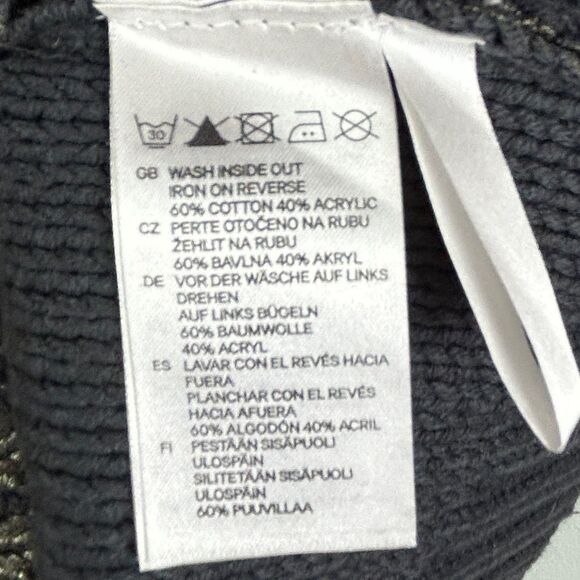 30
GB WASH INSIDE OUT
IRON ON REVERSE
60% COTTON 40% ACRYLIC
CZ PERTE OTOČENO NA RUBU
ŽEHLIT NA RUBU
60% BAVLNA 40% AKRYL
DE VOR DER WÄSCHE AUF LINKS
DREHEN
AUF LINKS BÜGELN
60% BAUMWOLLE
40% ACRYL
ES LAVAR CON EL REVÉS HACIA
FUERA
PLANCHAR CON EL REVÉS
HACIA AFUERA
60% ALGODÓN 40% ACRIL
FI PESTÄÄN SISÄPUOLI
ULOSPÄIN
SILITETÄÄN SISÄPUOLI
ULOSPÄIN
60% PUUVILLAA